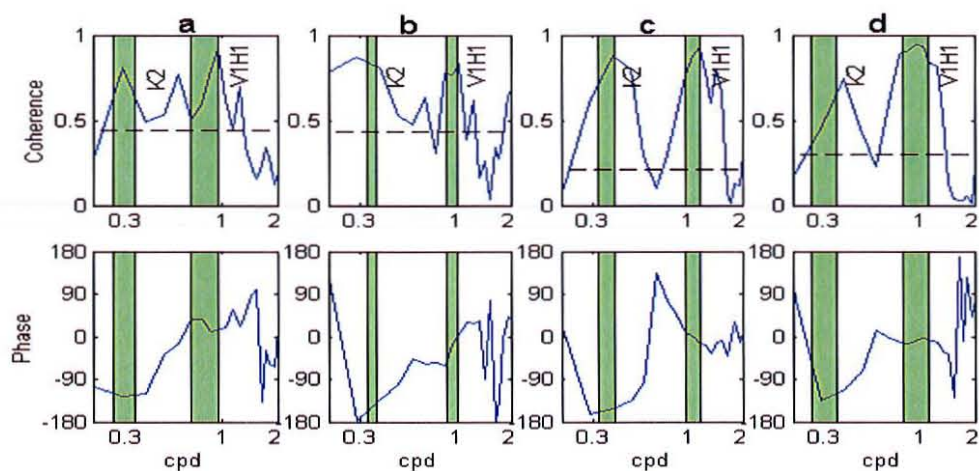 a b c d
Coherence
1 1 1 1
0.5 0.5 0.5 0.5
0 0 0 0
K2 V1H1 K2 V1H1 K2 V1H1 K2 V1H1
0.3 1 2 0.3 1 2 0.3 1 2 0.3 1 2
Phase
180 180 180 180
90 90 90 90
0 0 0 0
-90 -90 -90 -90
-180 -180 -180 -180
0.3 1 2 0.3 1 2 0.3 1 2 0.3 1 2
cpd cpd cpd cpd